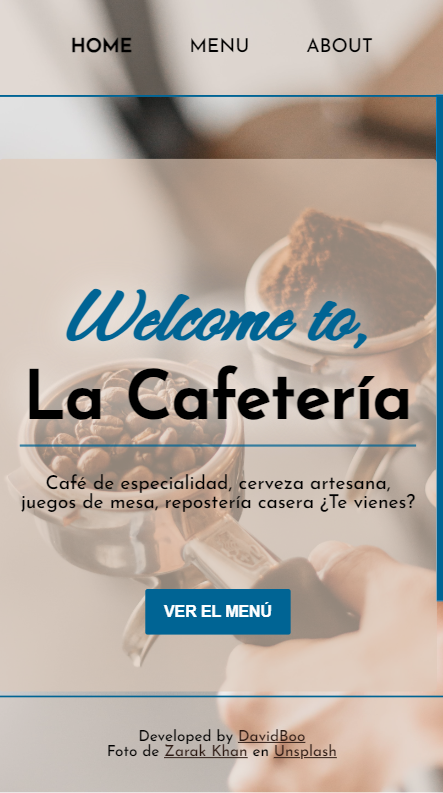 HOME MENU ABOUT
Welcome to,
La Cafetería
Café de especialidad, cerveza artesana,
juegos de mesa, repostería casera ¿Te vienes?
VER EL MENÚ
Developed by DavidBoo
Foto de Zarak Khan en Unsplash